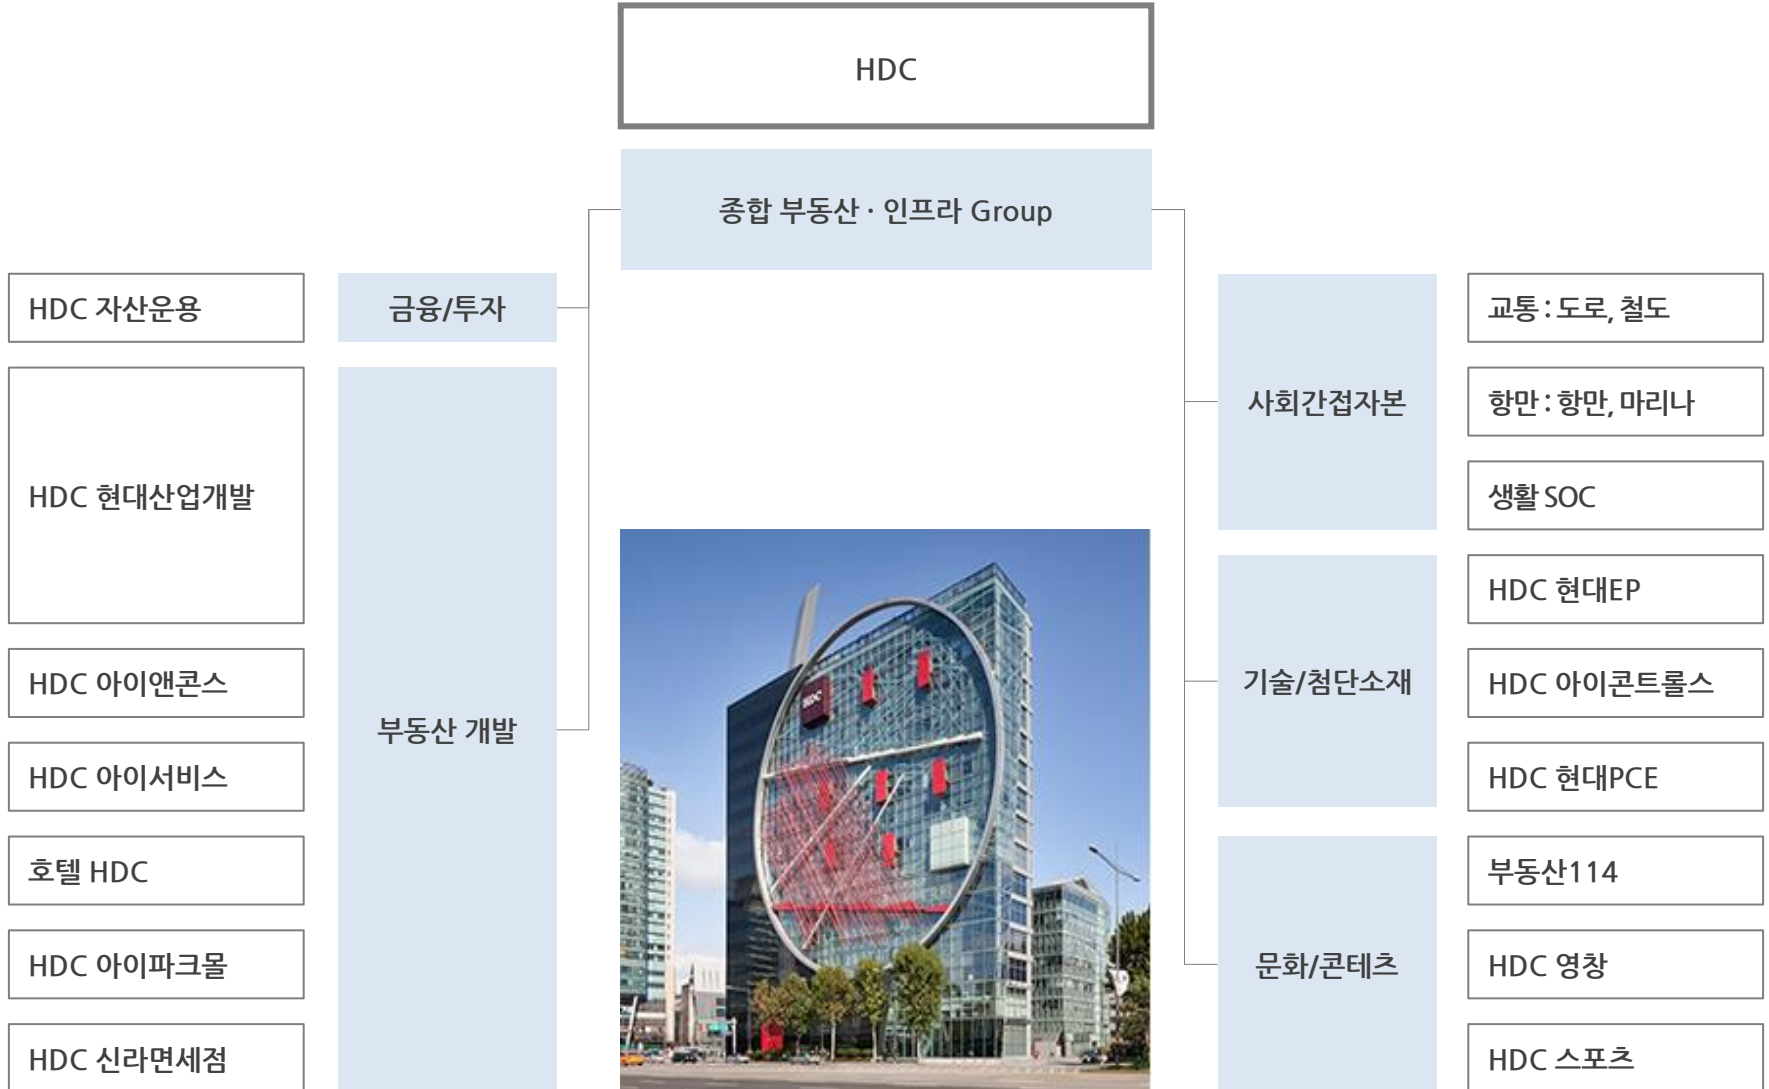 HDC
종합 부동산 · 인프라 Group
HDC 자산운용
금융/투자
HDC 현대산업개발
HDC 아이앤콘스
HDC 아이서비스
호텔 HDC
HDC 아이파크몰
HDC 신라면세점
부동산 개발
사회간접자본
교통 : 도로, 철도
항만 : 항만, 마리나
생활 SOC
기술/첨단소재
HDC 현대EP
HDC 아이콘트롤스
HDC 현대PCE
문화/콘테츠
부동산114
HDC 영창
HDC 스포츠
HDC